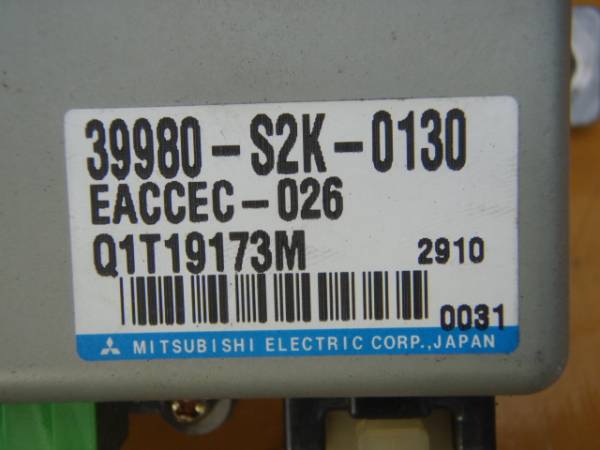 39980-S2K-0130
EACCEC-026
Q1T19173M 2910
0031
MITSUBISHI ELECTRIC CORP.,JAPAN